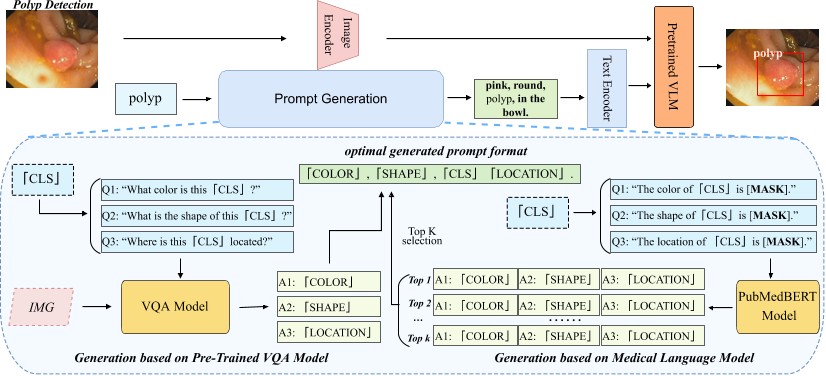 Polyp Detection
Image
Encoder
polyp
Prompt Generation
pink, round,
polyp, in the
bowl.
Text Encoder
Pretrained VLM
polyp
optimal generated prompt format
「COLOR」, 「SHAPE」, 「CLS」 「LOCATION」 .
「CLS」
Q1: “What color is this 「CLS」 ?”
Q2: “What is the shape of this 「CLS」 ?”
Q3: “Where is this 「CLS」 located?”
IMG
VQA Model
A1: 「COLOR」
A2: 「SHAPE」
A3: 「LOCATION」
Generation based on Pre-Trained VQA Model
Top K
selection
「CLS」
Q1: “The color of 「CLS」 is [MASK].”
Q2: “The shape of 「CLS」 is [MASK].”
Q3: “The location of 「CLS」 is [MASK].”
PubMedBERT
Model
Top 1 A1: 「COLOR」 A2: 「SHAPE」 A3: 「LOCATION」
Top 2 A1: 「COLOR」 A2: 「SHAPE」 A3: 「LOCATION」
... ......
Top k A1: 「COLOR」 A2: 「SHAPE」 A3: 「LOCATION」
Generation based on Medical Language Model